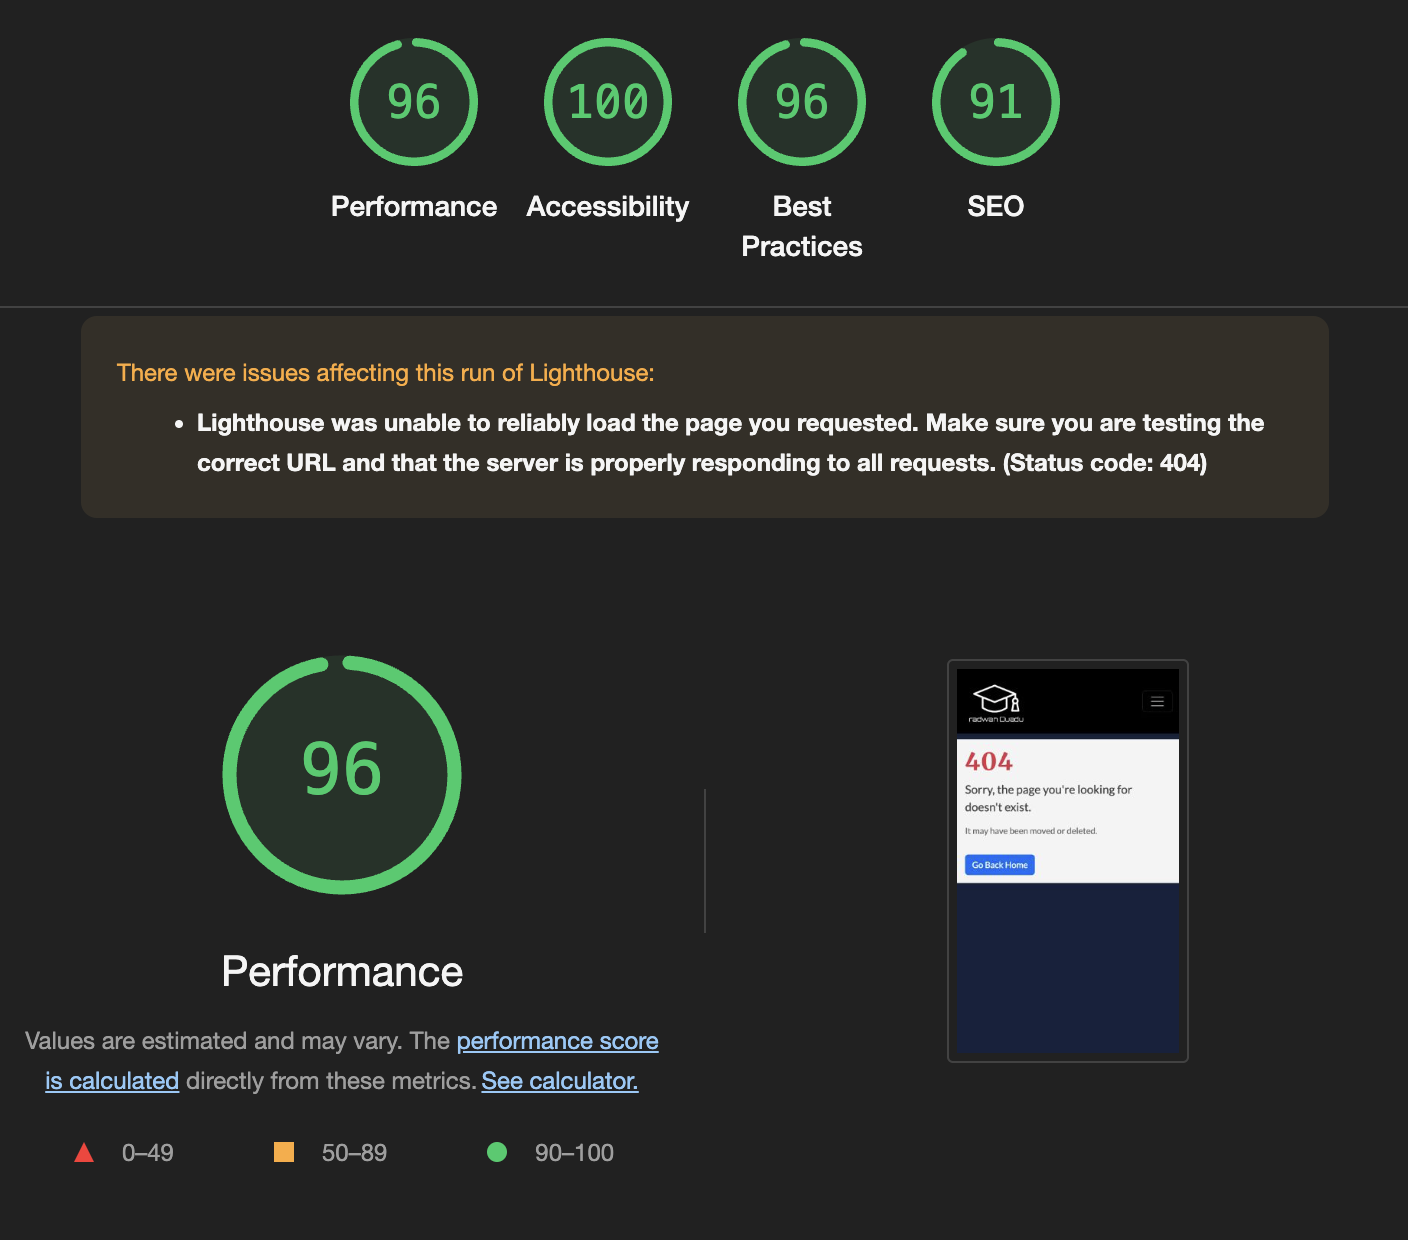 96
100
96
91
Performance
Accessibility
Best
Practices
SEO
There were issues affecting this run of Lighthouse:
• Lighthouse was unable to reliably load the page you requested. Make sure you are testing the
correct URL and that the server is properly responding to all requests. (Status code: 404)
96
Performance
Values are estimated and may vary. The performance score
is calculated directly from these metrics. See calculator.
0–49
50–89
90–100
radwan
404
Sorry, the page you're looking for
doesn't exist.
It may have been moved or deleted.
Go Back Home